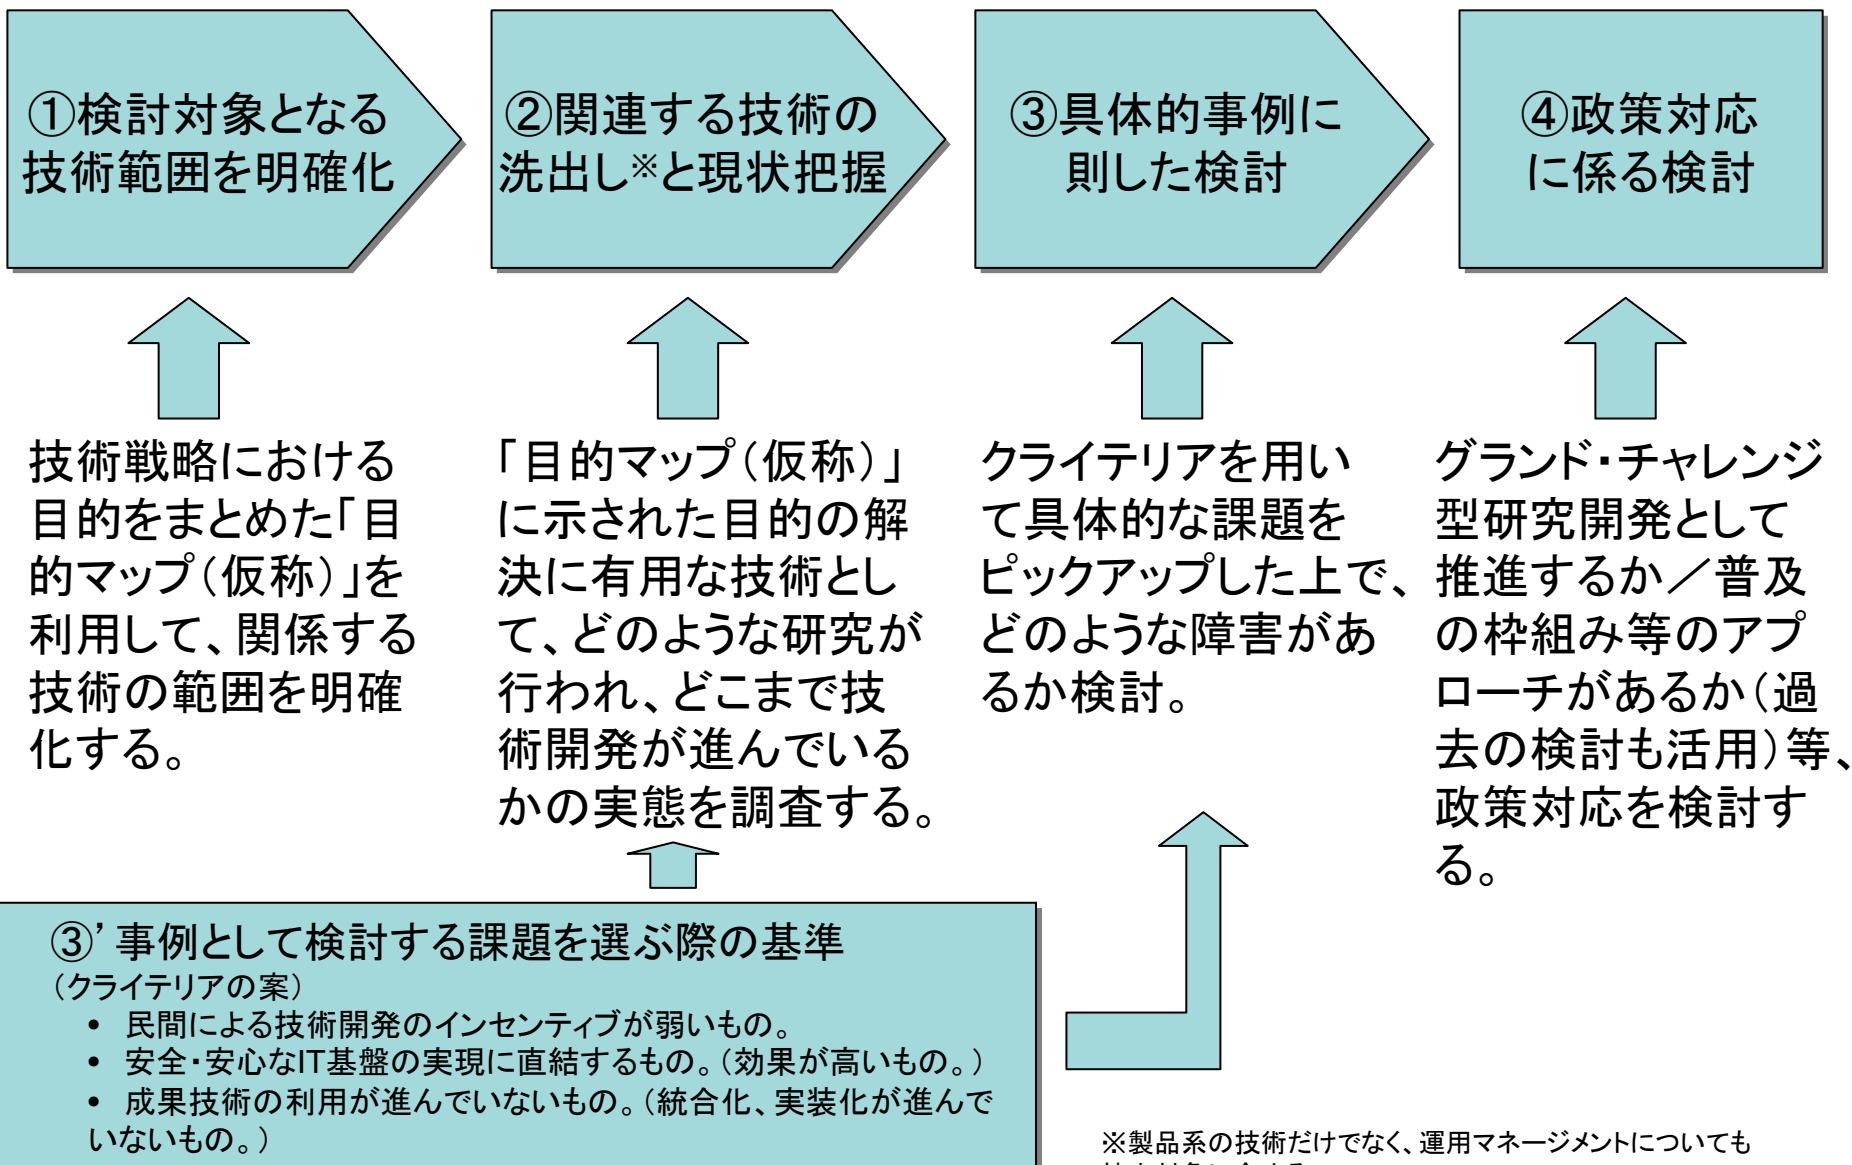 ①検討対象となる
技術範囲を明確化
②関連する技術の
洗出し※と現状把握
③具体的事例に
則した検討
④政策対応
に係る検討
技術戦略における
目的をまとめた「目
的マップ（仮称）」を
利用して、関係する
技術の範囲を明確
化する。
「目的マップ（仮称）」
に示された目的の解
決に有用な技術とし
て、どのような研究が
行われ、どこまで技
術開発が進んでいる
かの実態を調査する。
クライテリアを用い
て具体的な課題を
ピックアップした上で、
どのような障害があ
るか検討。
グランド・チャレンジ
型研究開発として
推進するか／普及
の枠組み等のアプ
ローチがあるか（過
去の検討も活用）等、
政策対応を検討す
る。
③’事例として検討する課題を選ぶ際の基準
（クライテリアの案）
• 民間による技術開発のインセンティブが弱いもの。
• 安全・安心なIT基盤の実現に直結するもの。（効果が高いもの。）
• 成果技術の利用が進んでいないもの。（統合化、実装化が進んで
いないもの。）
※製品系の技術だけでなく、運用マネージメントについても